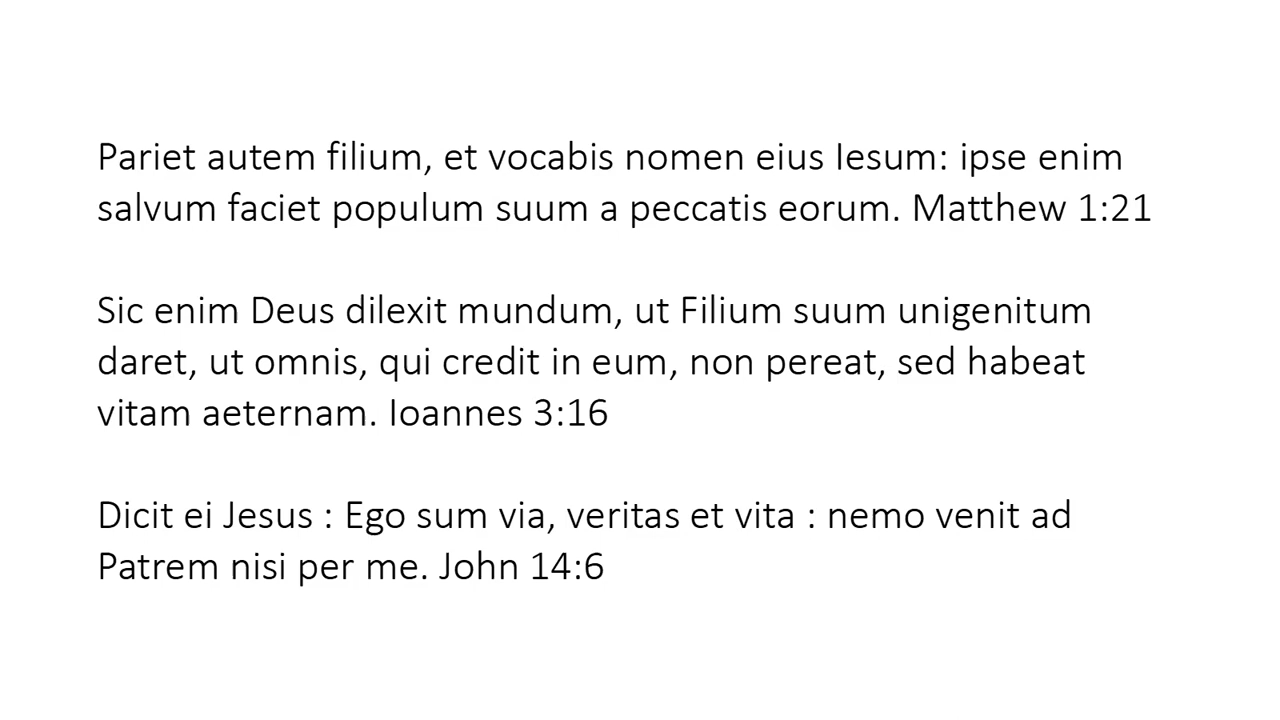 Pariet autem filium, et vocabis nomen eius Iesum: ipse enim
salvum faciet populum suum a peccatis eorum. Matthew 1:21
Sic enim Deus dilexit mundum, ut Filium suum unigenitum
daret, ut omnis, qui credit in eum, non pereat, sed habeat
vitam aeternam. Ioannes 3:16
Dicit ei Jesus : Ego sum via, veritas et vita : nemo venit ad
Patrem nisi per me. John 14:6